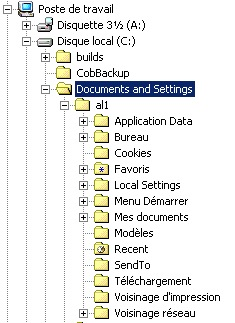 Poste de travail
Disquette 3½ (A:)
Disque local (C:)
builds
CobBackup
Documents and Settings
al1
Application Data
Bureau
Cookies
Favoris
Local Settings
Menu Démarrer
Mes documents
Modèles
Recent
SendTo
Téléchargement
Voisinage d'impression
Voisinage réseau